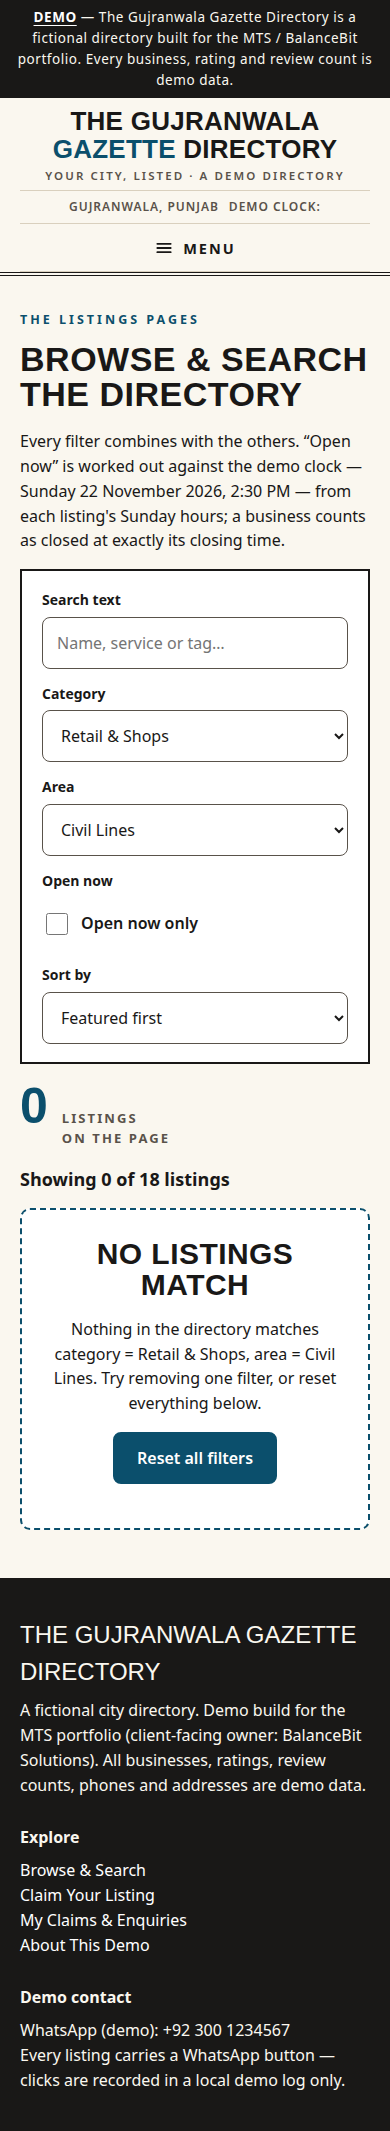 DEMO — The Gujranwala Gazette Directory is a
fictional directory built for the MTS / BalanceBit
portfolio. Every business, rating and review count is
demo data.
THE GUJRANWALA
GAZETTE DIRECTORY
YOUR CITY, LISTED · A DEMO DIRECTORY
GUJRANWALA, PUNJAB DEMO CLOCK:
MENU
THE LISTINGS PAGES
BROWSE & SEARCH
THE DIRECTORY
Every filter combines with the others. “Open
now” is worked out against the demo clock —
Sunday 22 November 2026, 2:30 PM — from
each listing's Sunday hours; a business counts
as closed at exactly its closing time.
Search text
Name, service or tag…
Category
Retail & Shops
Area
Civil Lines
Open now
Open now only
Sort by
Featured first
0 LISTINGS
ON THE PAGE
Showing 0 of 18 listings
NO LISTINGS
MATCH
Nothing in the directory matches
category = Retail & Shops, area = Civil
Lines. Try removing one filter, or reset
everything below.
Reset all filters
THE GUJRANWALA GAZETTE
DIRECTORY
A fictional city directory. Demo build for the
MTS portfolio (client-facing owner: BalanceBit
Solutions). All businesses, ratings, review
counts, phones and addresses are demo data.
Explore
Browse & Search
Claim Your Listing
My Claims & Enquiries
About This Demo
Demo contact
WhatsApp (demo): +92 300 1234567
Every listing carries a WhatsApp button —
clicks are recorded in a local demo log only.